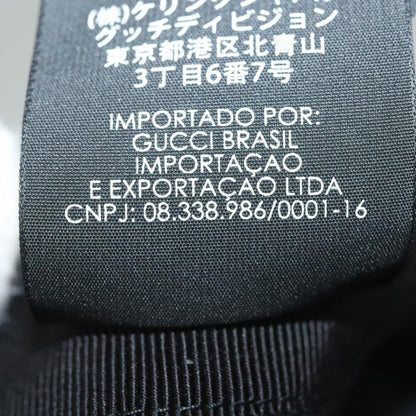 (株)ケリング
グッチディビジョン
東京都港区北青山
3丁目6番7号
IMPORTADO POR:
GUCCI BRASIL
IMPORTAÇAO
E EXPORTAÇAO LTDA
CNPJ: 08.338.986/0001-16